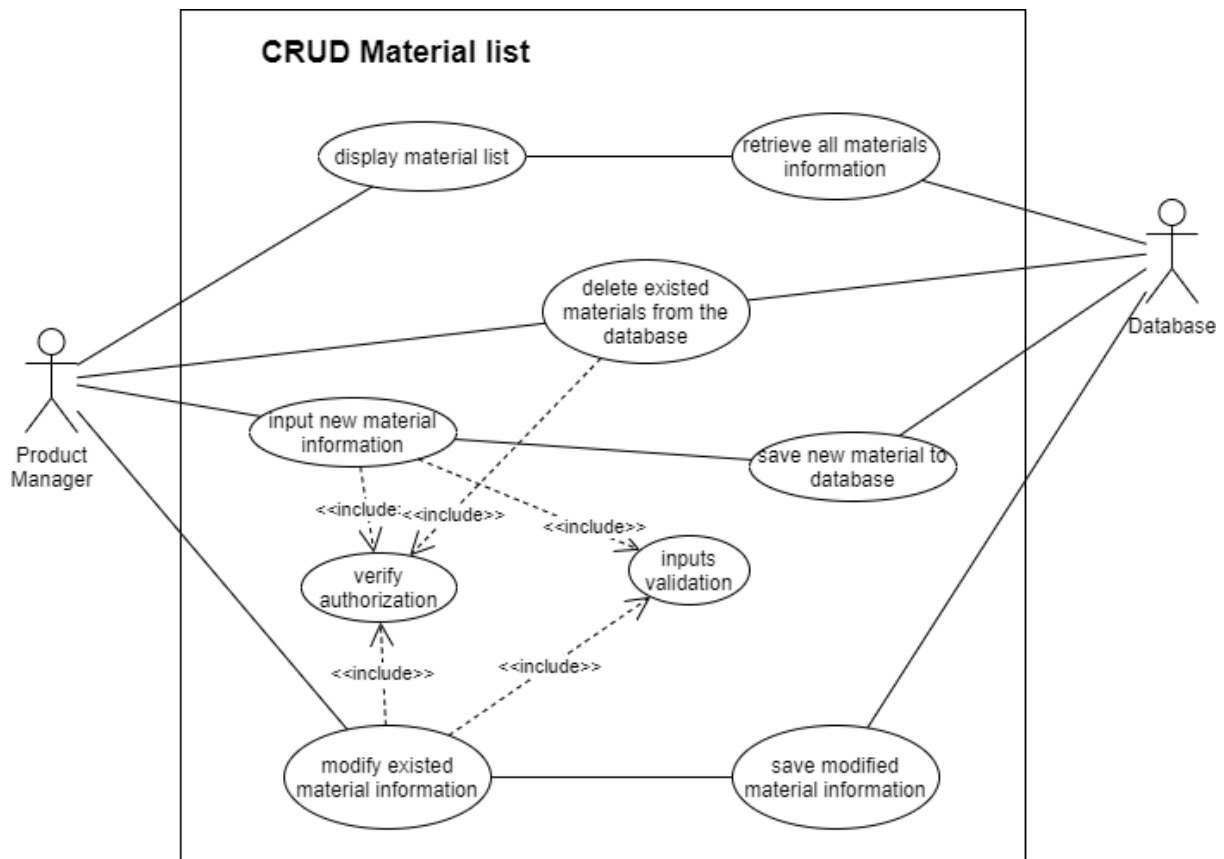 CRUD Material list
display material list
retrieve all materials
information
delete existed
materials from the
database
Database
Product
Manager
input new material
information
save new material to
database
<<include>>
<<include>>
<<include>>
verify
authorization
inputs
validation
<<include>>
<<include>>
modify existed
material information
save modified
material information